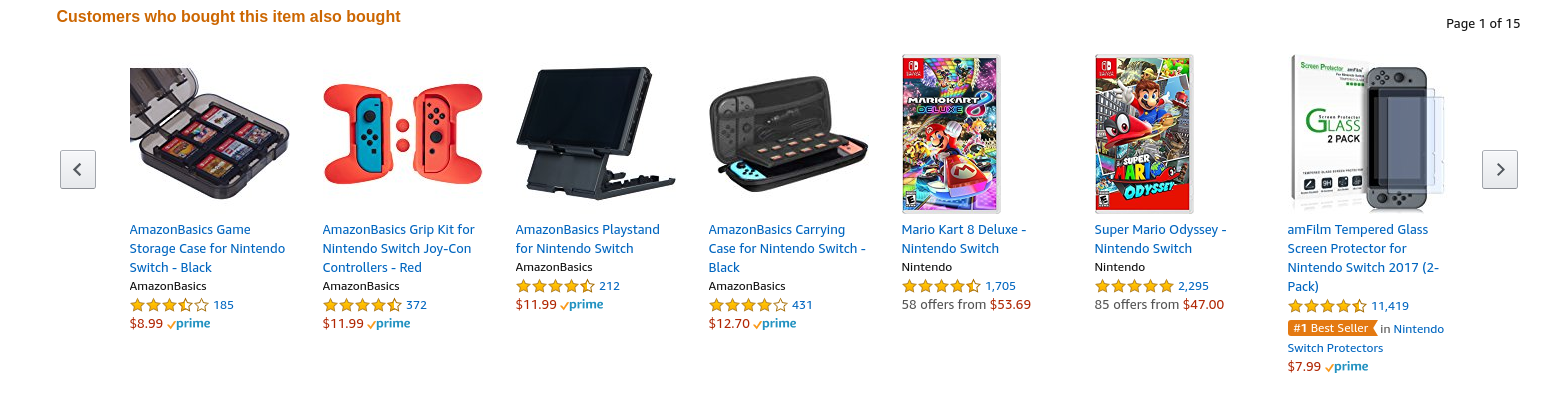 Customers who bought this item also bought
Page 1 of 15
MARIOKART
DELUXE 8
SUPER
MARIO
ODYSSEY
Screen Protector amFilm
GLASS
2 PACK
AmazonBasics Game
Storage Case for Nintendo
Switch - Black
AmazonBasics
185
$8.99 prime
AmazonBasics Grip Kit for
Nintendo Switch Joy-Con
Controllers - Red
AmazonBasics
372
$11.99 prime
AmazonBasics Playstand
for Nintendo Switch
AmazonBasics
212
$11.99 prime
AmazonBasics Carrying
Case for Nintendo Switch -
Black
AmazonBasics
431
$12.70 prime
Mario Kart 8 Deluxe -
Nintendo Switch
Nintendo
1,705
58 offers from $53.69
Super Mario Odyssey -
Nintendo Switch
Nintendo
2,295
85 offers from $47.00
amFilm Tempered Glass
Screen Protector for
Nintendo Switch 2017 (2-
Pack)
11,419
#1 Best Seller in Nintendo
Switch Protectors
$7.99 prime